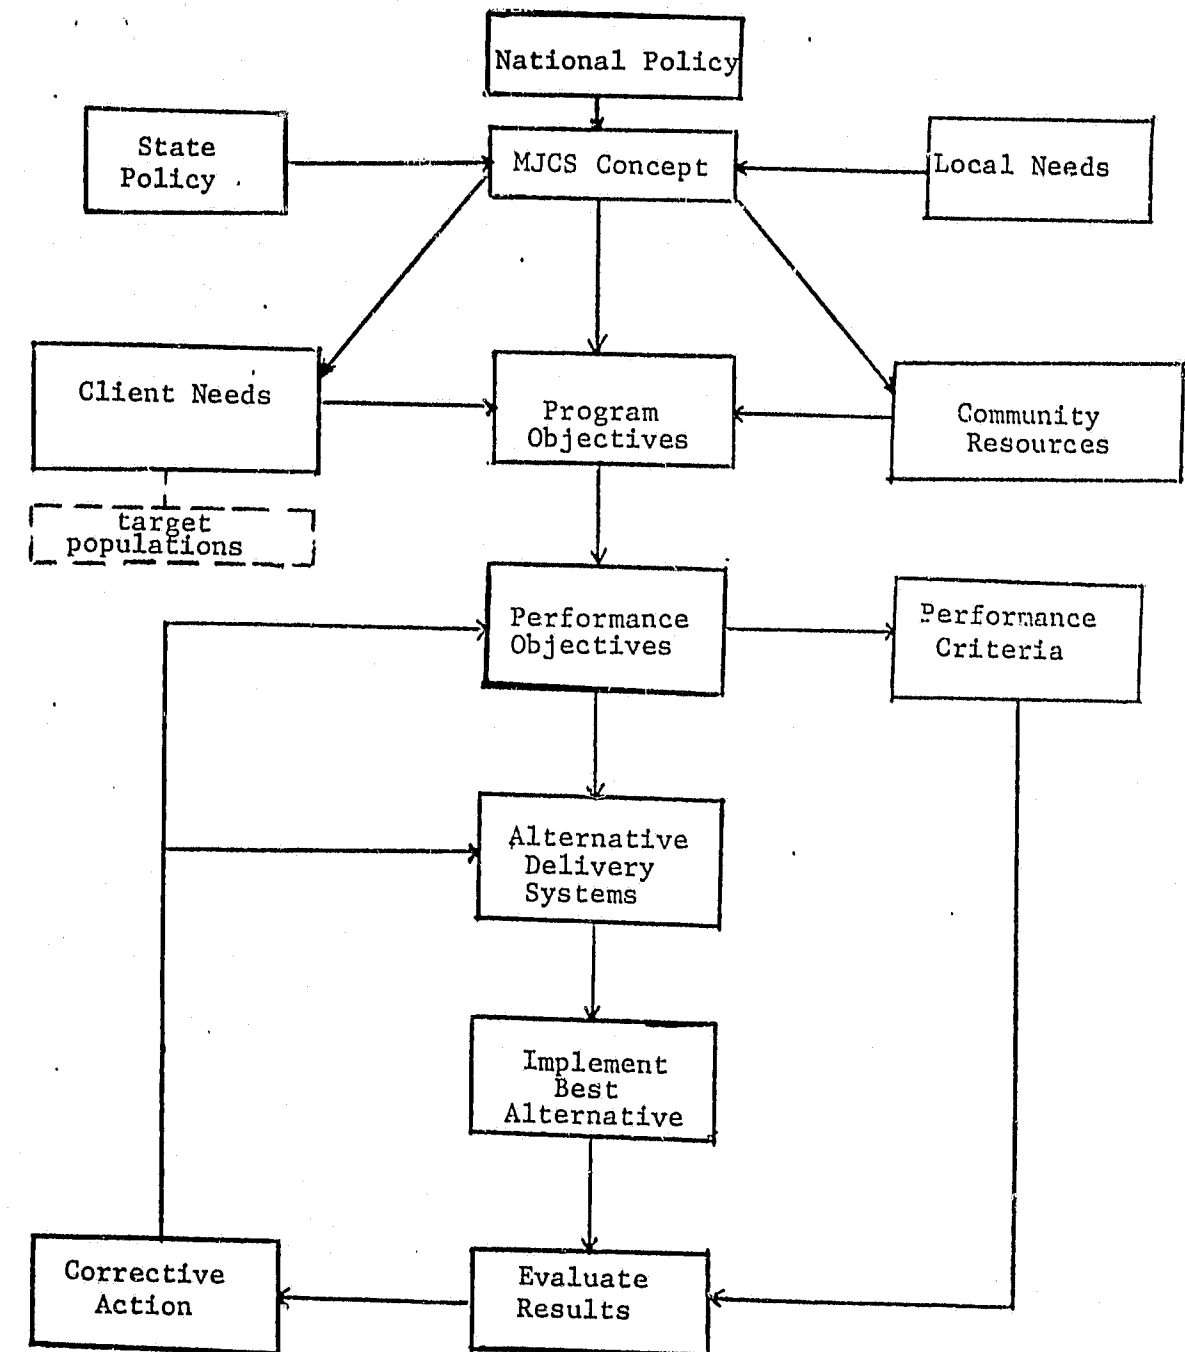 National Policy
State
Policy
MJCS Concept
Local Needs
Client Needs
Program
Objectives
Community
Resources
target
populations
Performance
Objectives
Performance
Criteria
Alternative
Delivery
Systems
Implement
Best
Alternative
Corrective
Action
Evaluate
Results